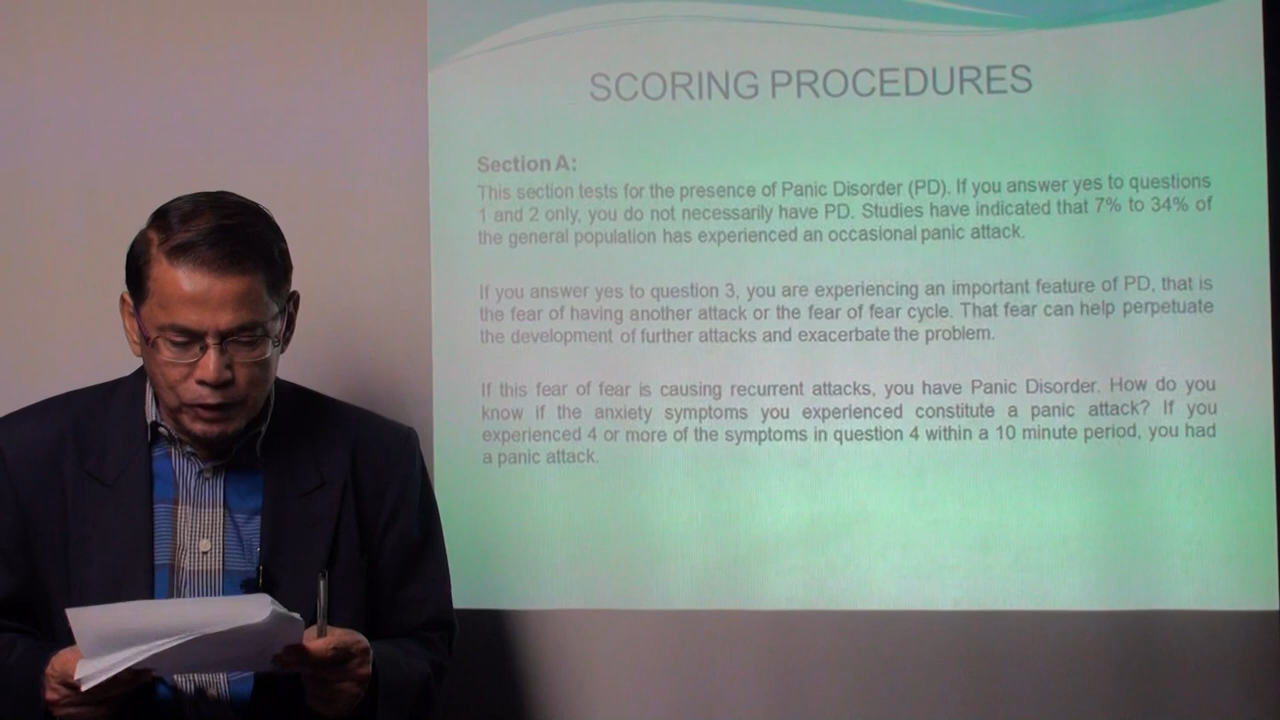 SCORING PROCEDURES
Section A:
This section tests for the presence of Panic Disorder (PD). If you answer yes to questions
1 and 2 only, you do not necessarily have PD. Studies have indicated that 7% to 34% of
the general population has experienced an occasional panic attack.
If you answer yes to question 3, you are experiencing an important feature of PD, that is
the fear of having another attack or the fear of fear cycle. That fear can help perpetuate
the development of further attacks and exacerbate the problem.
If this fear of fear is causing recurrent attacks, you have Panic Disorder. How do you
know if the anxiety symptoms you experienced constitute a panic attack? If you
experienced 4 or more of the symptoms in question 4 within a 10 minute period, you had
a panic attack.